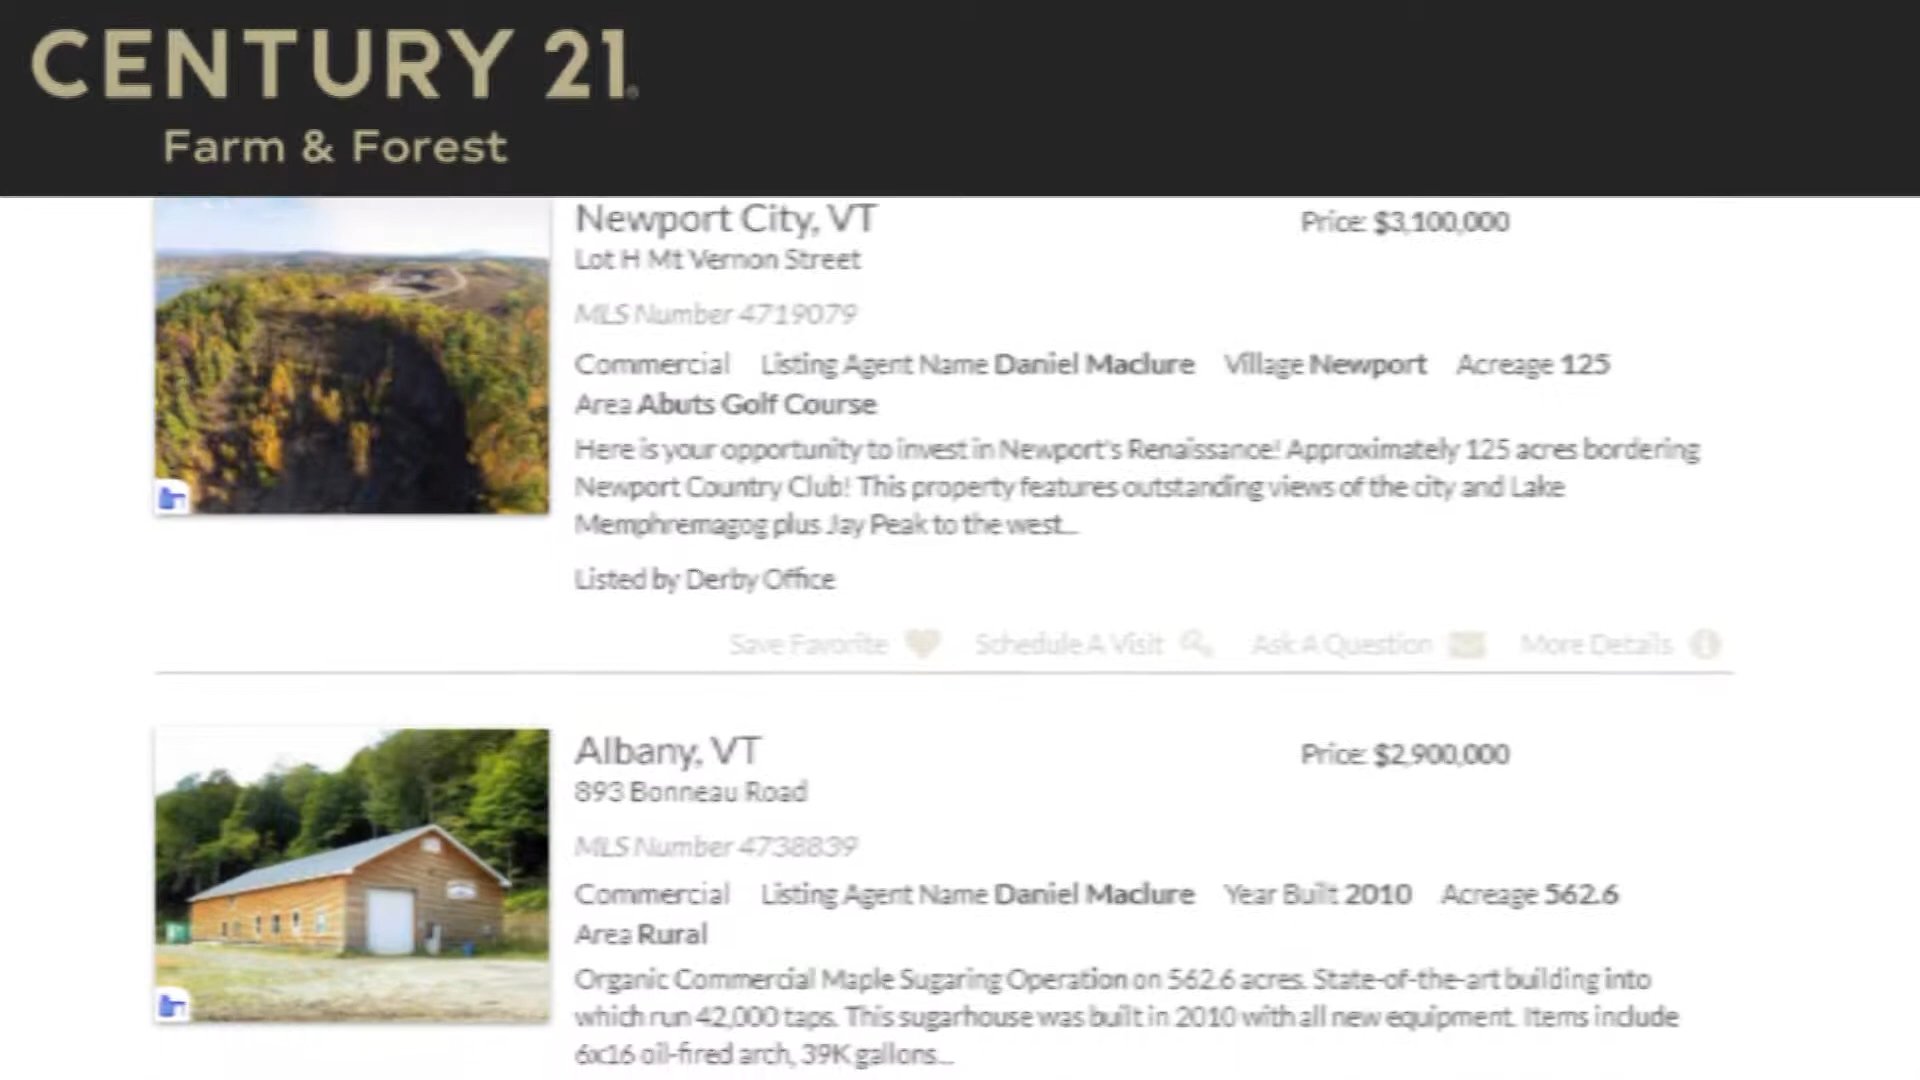 CENTURY 21
Farm & Forest
Newport City, VT
Price: $3,100,000
Lot H Mt Vernon Street
MLS Number 4719079
Commercial Listing Agent Name Daniel Maclure Village Newport Acreage 125
Area Abuts Golf Course
Here is your opportunity to invest in Newport's Renaissance! Approximately 125 acres bordering
Newport Country Club! This property features outstanding views of the city and Lake
Memphremagog plus Jay Peak to the west...
Listed by Derby Office
Save Favorite Schedule A Visit Ask A Question More Details
Albany, VT
Price: $2,900,000
893 Bonneau Road
MLS Number 4738839
Commercial Listing Agent Name Daniel Maclure Year Built 2010 Acreage 562.6
Area Rural
Organic Commercial Maple Sugaring Operation on 562.6 acres. State-of-the-art building into
which run 42,000 taps. This sugarhouse was built in 2010 with all new equipment. Items include
6x16 oil-fired arch, 39K gallons...